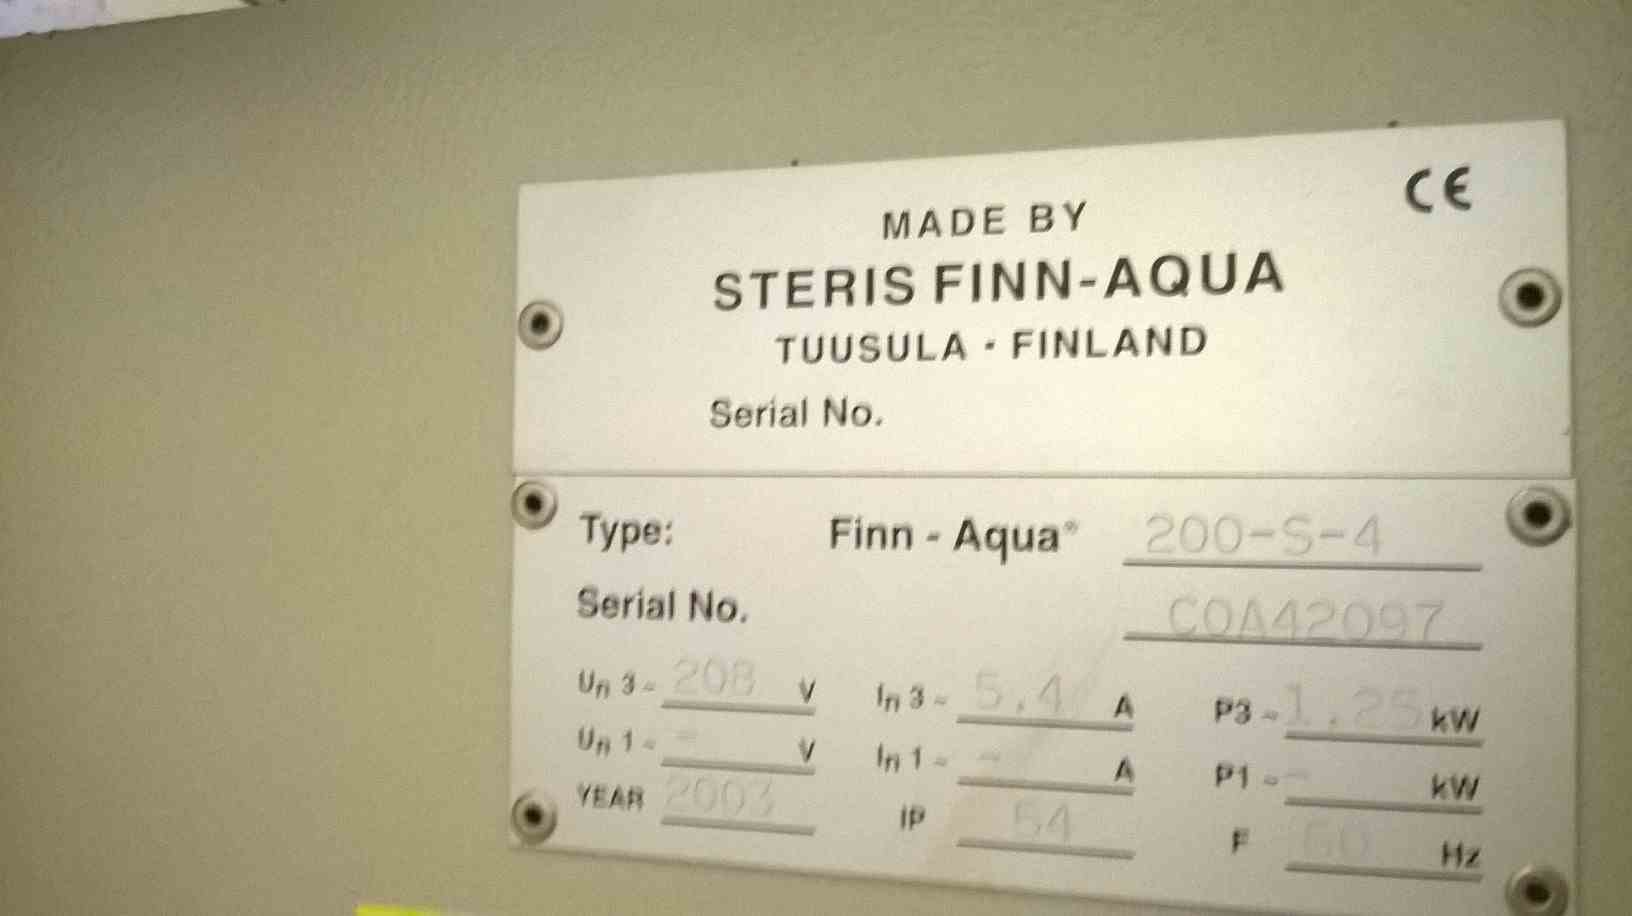 CE
MADE BY
STERIS FINN-AQUA
TUUSULA · FINLAND
Serial No.
Type: Finn - Aqua® 200-S-4
Serial No. COA42097
Un 3~ 208 V In 3~ 5.4 A P3~ 1.25 kW
Un 1~ - V In 1~ - A P1~ - kW
YEAR 2003 IP 54 F 60 Hz